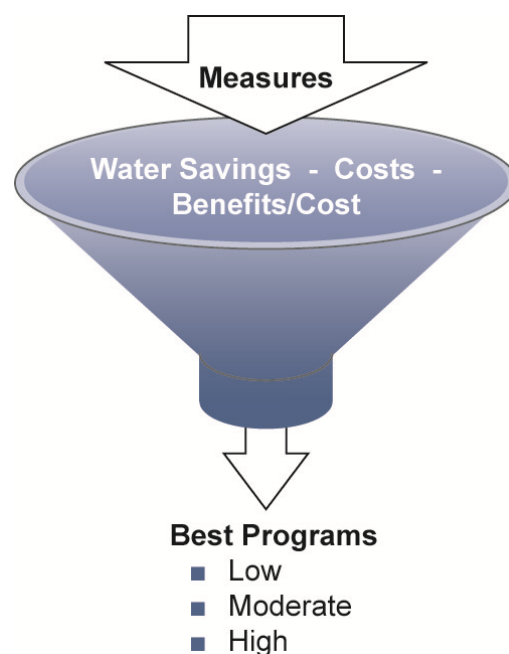 Measures
Water Savings - Costs -
Benefits/Cost
Best Programs
Low
Moderate
High